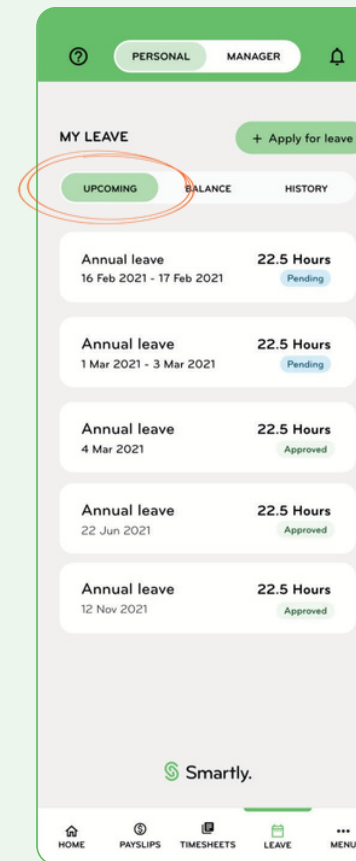 PERSONAL MANAGER
MY LEAVE
+ Apply for leave
UPCOMING BALANCE HISTORY
Annual leave 22.5 Hours
16 Feb 2021 - 17 Feb 2021 Pending
Annual leave 22.5 Hours
1 Mar 2021 - 3 Mar 2021 Pending
Annual leave 22.5 Hours
4 Mar 2021 Approved
Annual leave 22.5 Hours
22 Jun 2021 Approved
Annual leave 22.5 Hours
12 Nov 2021 Approved
Smartly.
HOME PAYSLIPS TIMESHEETS LEAVE MENU